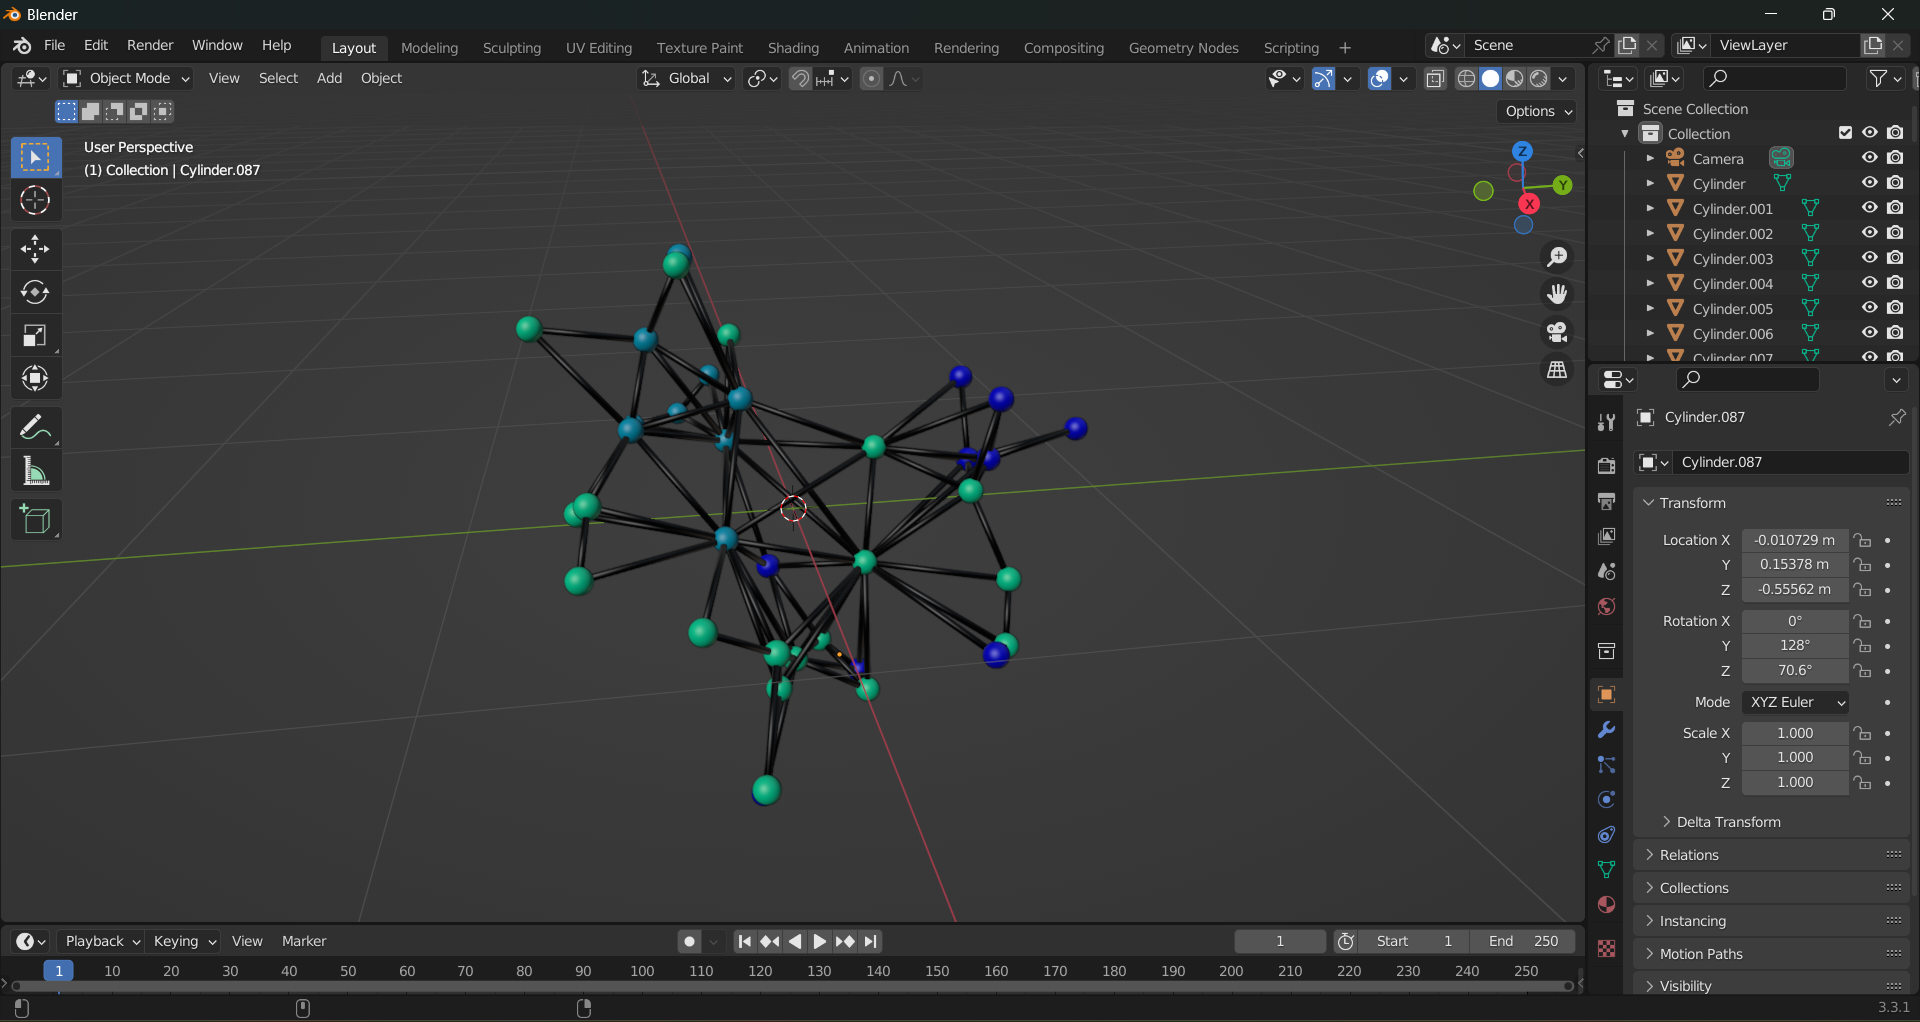 Blender
File Edit Render Window Help
Layout Modeling Sculpting UV Editing Texture Paint Shading Animation Rendering Compositing Geometry Nodes Scripting +
Scene
ViewLayer
Object Mode View Select Add Object
Global
Options
User Perspective
(1) Collection | Cylinder.087
Z
Y
X
Scene Collection
Collection
Camera
Cylinder
Cylinder.001
Cylinder.002
Cylinder.003
Cylinder.004
Cylinder.005
Cylinder.006
Cylinder.007
Cylinder.087
Cylinder.087
Transform
Location X -0.010729 m
Y 0.15378 m
Z -0.55562 m
Rotation X 0°
Y 128°
Z 70.6°
Mode XYZ Euler
Scale X 1.000
Y 1.000
Z 1.000
Delta Transform
Relations
Collections
Instancing
Motion Paths
Visibility
Playback Keying View Marker
1 Start 1 End 250
1 10 20 30 40 50 60 70 80 90 100 110 120 130 140 150 160 170 180 190 200 210 220 230 240 250
3.3.1